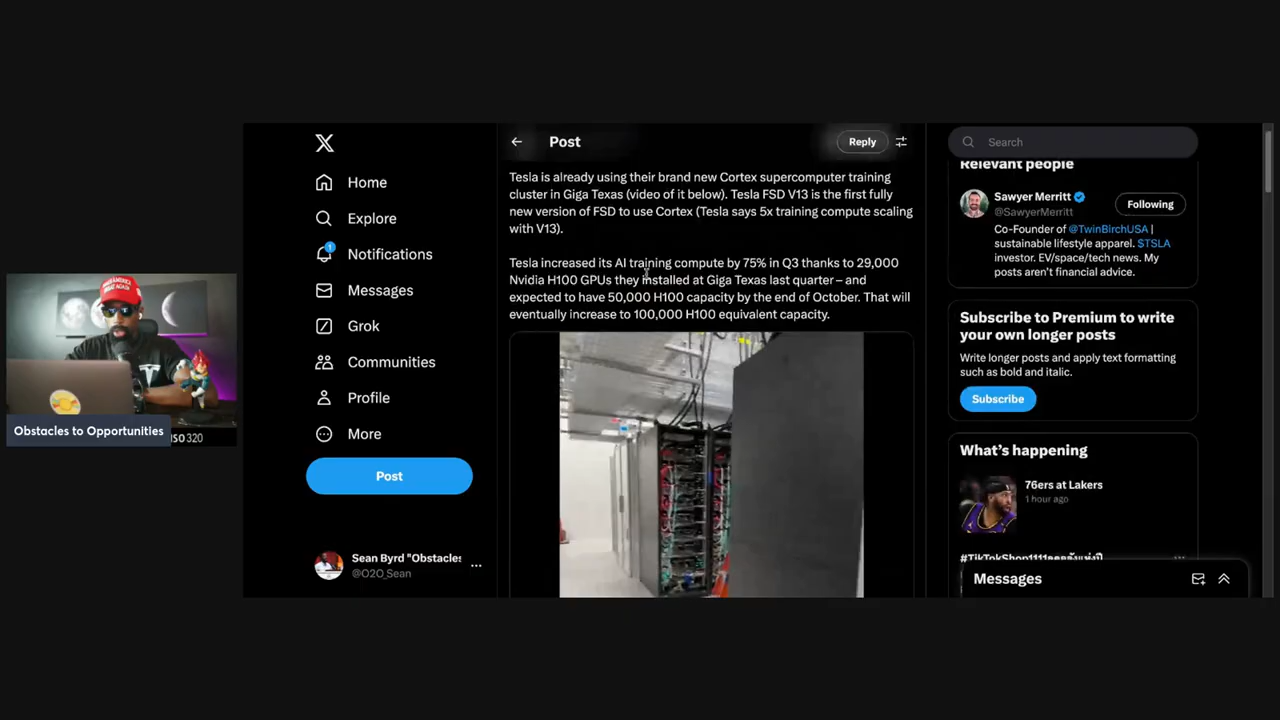 Post
Reply
Search
Home
Explore
1
Notifications
Messages
Grok
Communities
Profile
More
Post
Sean Byrd "Obstacles
@O2O_Sean
Tesla is already using their brand new Cortex supercomputer training
cluster in Giga Texas (video of it below). Tesla FSD V13 is the first fully
new version of FSD to use Cortex (Tesla says 5x training compute scaling
with V13).
Tesla increased its AI training compute by 75% in Q3 thanks to 29,000
Nvidia H100 GPUs they installed at Giga Texas last quarter – and
expected to have 50,000 H100 capacity by the end of October. That will
eventually increase to 100,000 H100 equivalent capacity.
Relevant people
Sawyer Merritt
@SawyerMerritt
Following
Co-Founder of @TwinBirchUSA |
sustainable lifestyle apparel. $TSLA
investor. EV/space/tech news. My
posts aren't financial advice.
Subscribe to Premium to write
your own longer posts
Write longer posts and apply text formatting
such as bold and italic.
Subscribe
What's happening
76ers at Lakers
1 hour ago
Messages
Obstacles to Opportunities
ISO 320